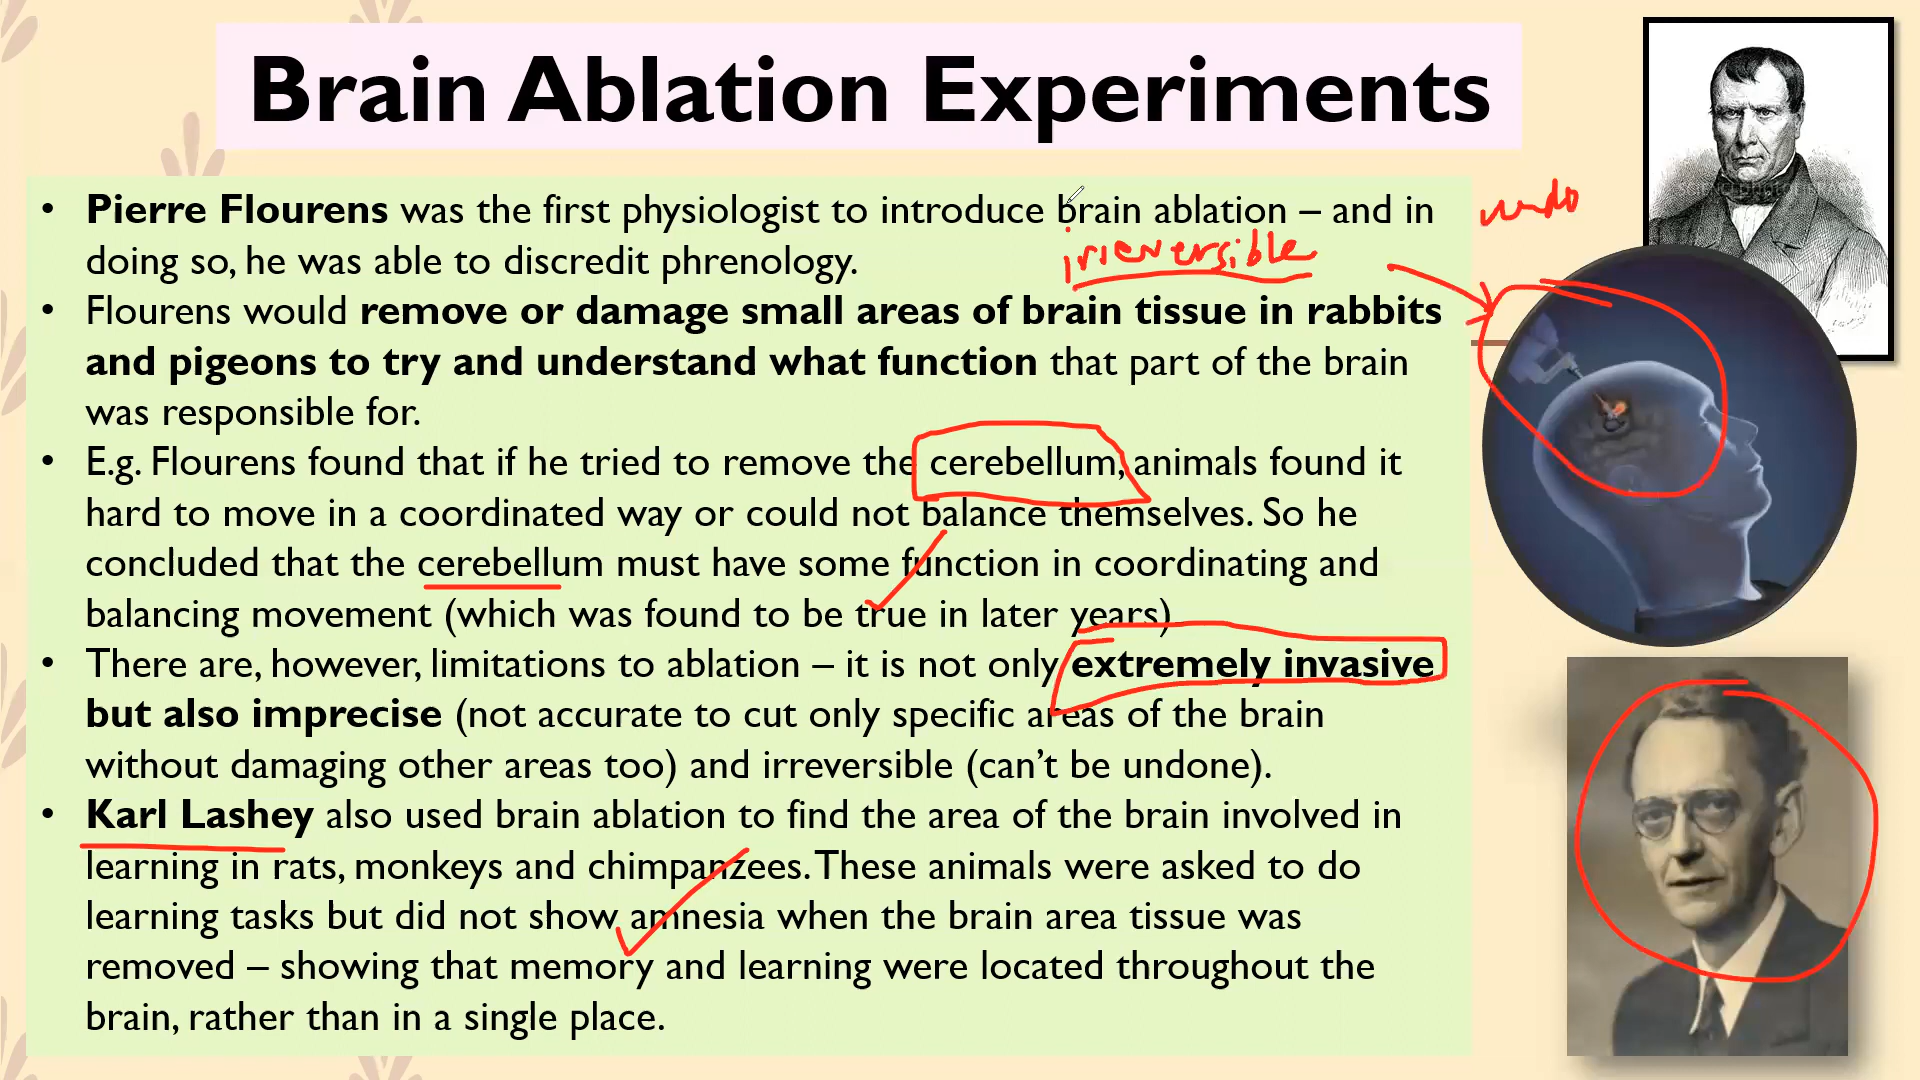 Brain Ablation Experiments
• Pierre Flourens was the first physiologist to introduce brain ablation – and in
doing so, he was able to discredit phrenology.
irreversible
undo
• Flourens would remove or damage small areas of brain tissue in rabbits
and pigeons to try and understand what function that part of the brain
was responsible for.
• E.g. Flourens found that if he tried to remove the cerebellum, animals found it
hard to move in a coordinated way or could not balance themselves. So he
concluded that the cerebellum must have some function in coordinating and
balancing movement (which was found to be true in later years).
• There are, however, limitations to ablation – it is not only extremely invasive
but also imprecise (not accurate to cut only specific areas of the brain
without damaging other areas too) and irreversible (can’t be undone).
• Karl Lashey also used brain ablation to find the area of the brain involved in
learning in rats, monkeys and chimpanzees. These animals were asked to do
learning tasks but did not show amnesia when the brain area tissue was
removed – showing that memory and learning were located throughout the
brain, rather than in a single place.